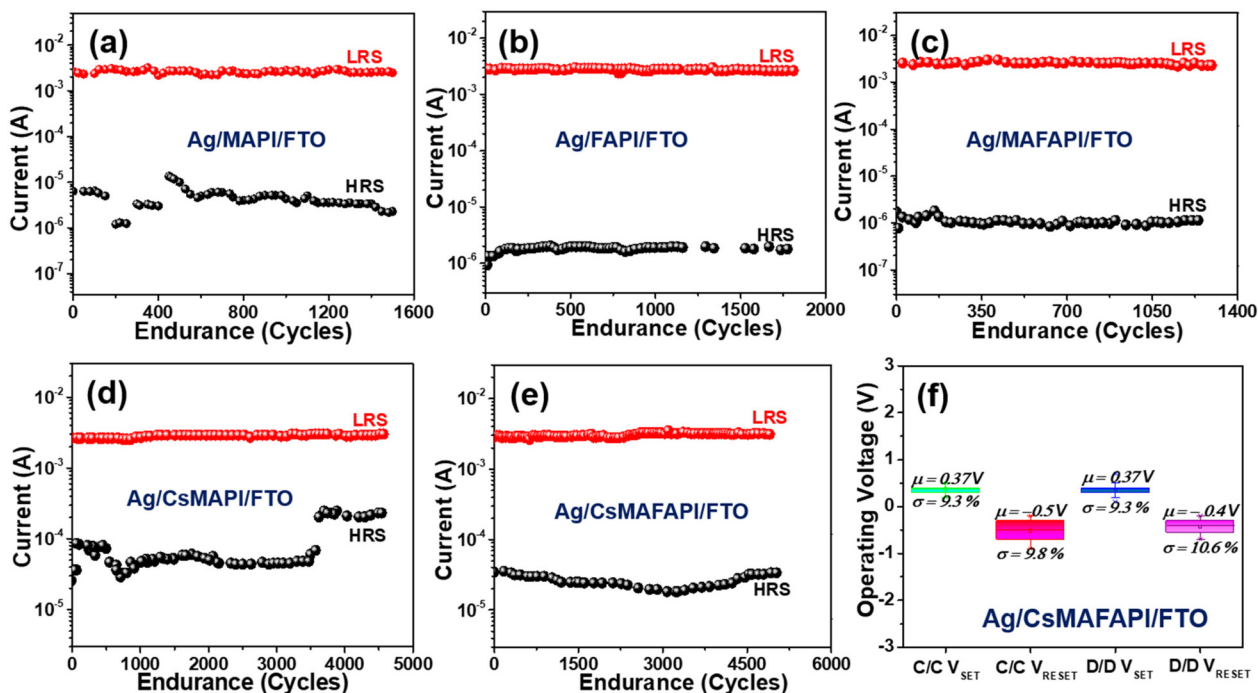 (a)
LRS
Ag/MAPI/FTO
HRS
Current (A)
10⁻²
10⁻³
10⁻⁴
10⁻⁵
10⁻⁶
10⁻⁷
0 400 800 1200 1600
Endurance (Cycles)
(b)
LRS
Ag/FAPI/FTO
HRS
Current (A)
10⁻²
10⁻³
10⁻⁴
10⁻⁵
10⁻⁶
0 500 1000 1500 2000
Endurance (Cycles)
(c)
LRS
Ag/MAFAPI/FTO
HRS
Current (A)
10⁻²
10⁻³
10⁻⁴
10⁻⁵
10⁻⁶
10⁻⁷
0 350 700 1050 1400
Endurance (Cycles)
(d)
LRS
Ag/CsMAPI/FTO
HRS
Current (A)
10⁻²
10⁻³
10⁻⁴
10⁻⁵
0 1000 2000 3000 4000 5000
Endurance (Cycles)
(e)
LRS
Ag/CsMAFAPI/FTO
HRS
Current (A)
10⁻²
10⁻³
10⁻⁴
10⁻⁵
0 1500 3000 4500 6000
Endurance (Cycles)
(f)
Operating Voltage (V)
3
2
1
0
-1
-2
-3
μ = 0.37V
σ = 9.3 %
μ = −0.5V
σ = 9.8 %
μ = 0.37V
σ = 9.3 %
μ = −0.4V
σ = 10.6 %
Ag/CsMAFAPI/FTO
C/C V_SET C/C V_RESET D/D V_SET D/D V_RESET